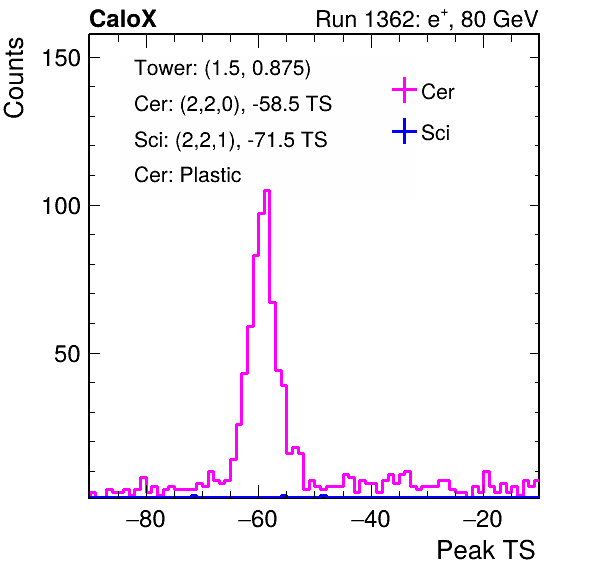 CaloX Run 1362: e+, 80 GeV
Counts
150
100
50
Tower: (1.5, 0.875)
Cer: (2,2,0), -58.5 TS
Sci: (2,2,1), -71.5 TS
Cer: Plastic
Cer
Sci
−80 −60 −40 −20
Peak TS